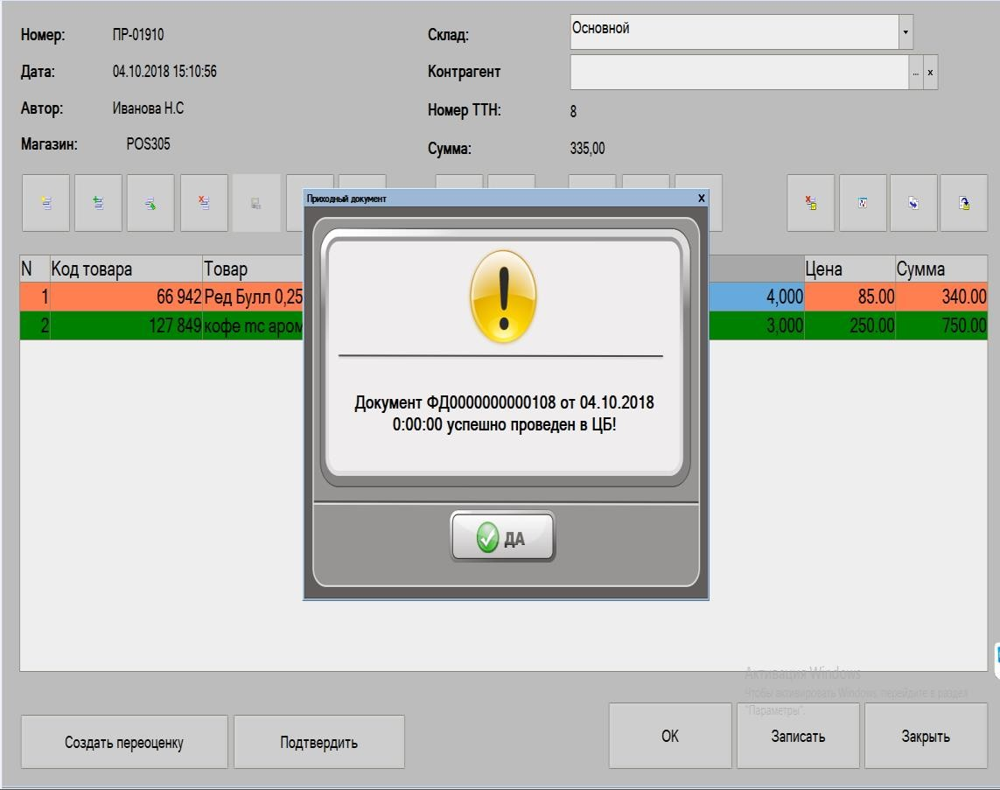 Номер: ПР-01910
Склад: Основной
Дата: 04.10.2018 15:10:56
Контрагент ... x
Автор: Иванова Н.С
Номер ТТН: 8
Магазин: POS305
Сумма: 335,00
Приходный документ X
N Код товара Товар Цена Сумма
1 66 942 Ред Булл 0,25 4,000 85.00 340.00
2 127 849 кофе mc аром 3,000 250.00 750.00
Документ ФД0000000000108 от 04.10.2018
0:00:00 успешно проведен в ЦБ!
ДА
Активация Windows
Чтобы активировать Windows, перейдите в раздел
"Параметры".
Создать переоценку Подтвердить OK Записать Закрыть